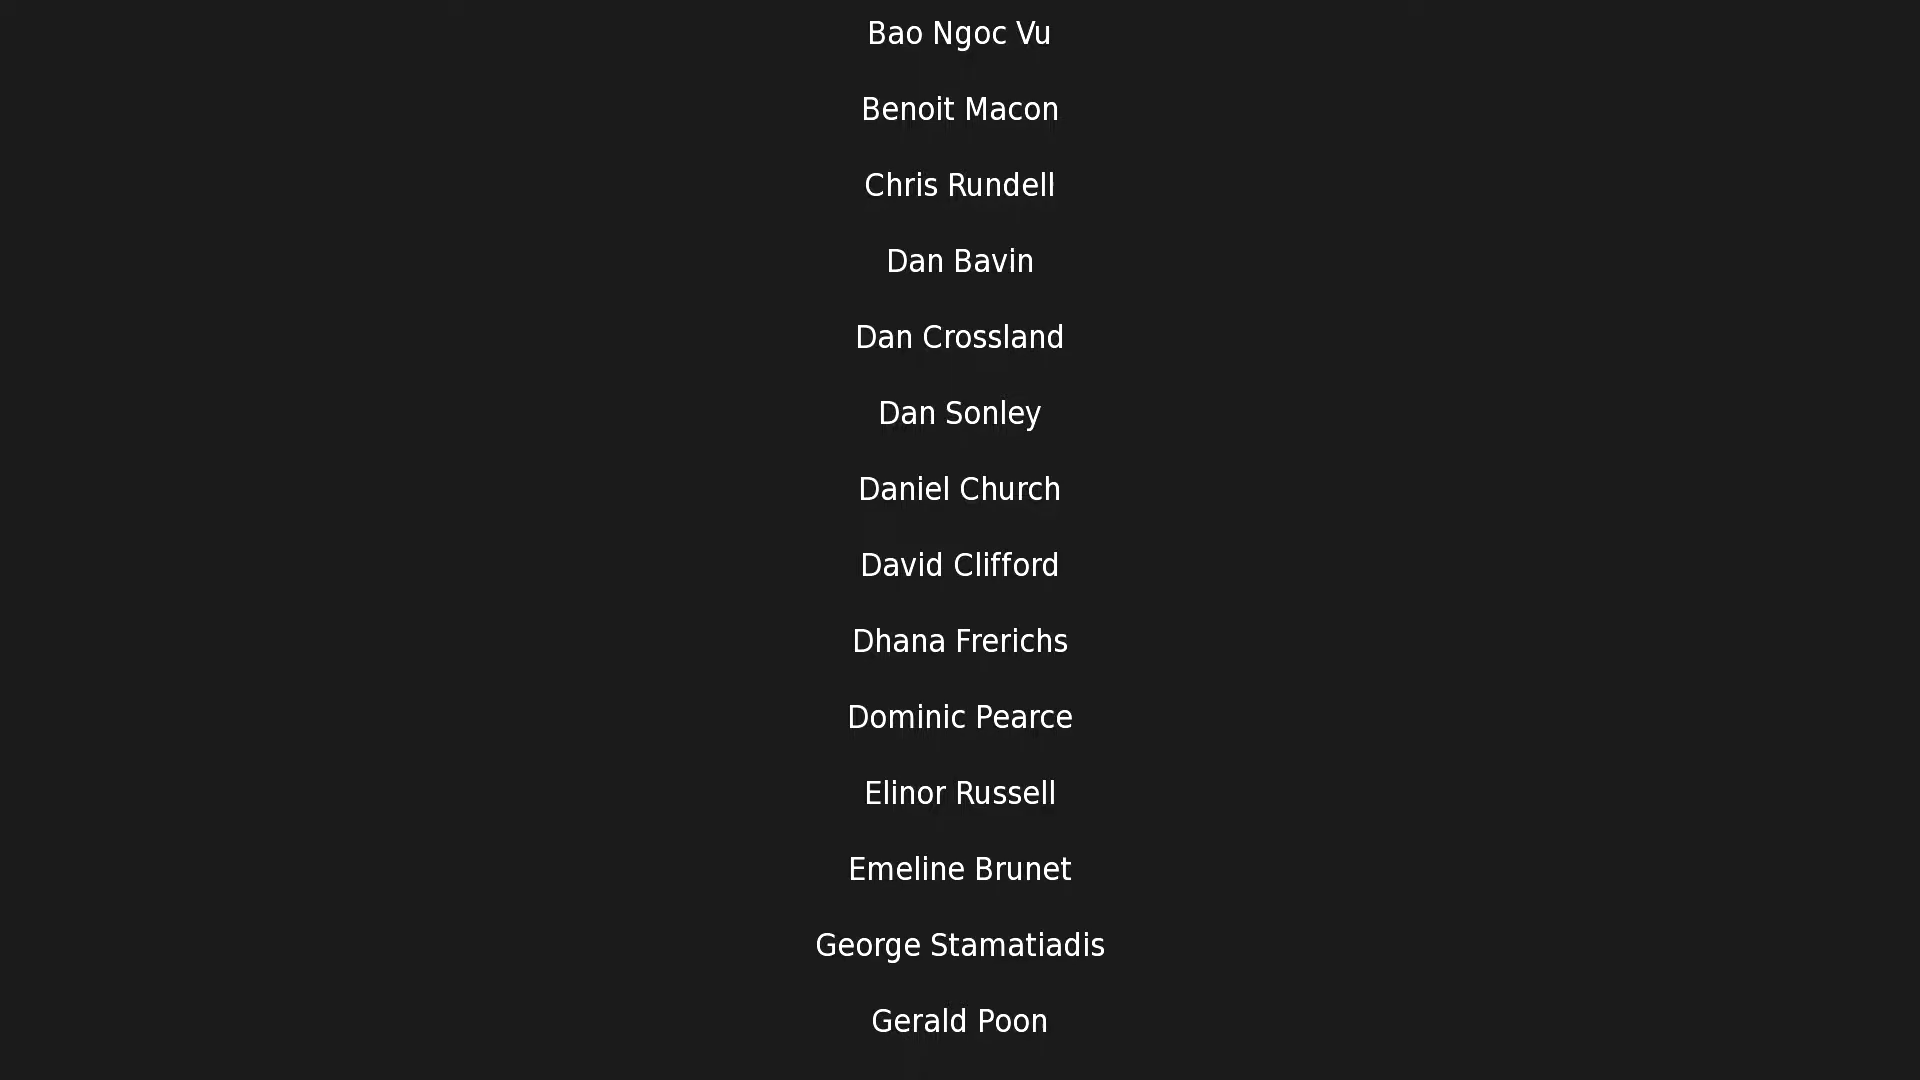 Bao Ngoc Vu
Benoit Macon
Chris Rundell
Dan Bavin
Dan Crossland
Dan Sonley
Daniel Church
David Clifford
Dhana Frerichs
Dominic Pearce
Elinor Russell
Emeline Brunet
George Stamatiadis
Gerald Poon